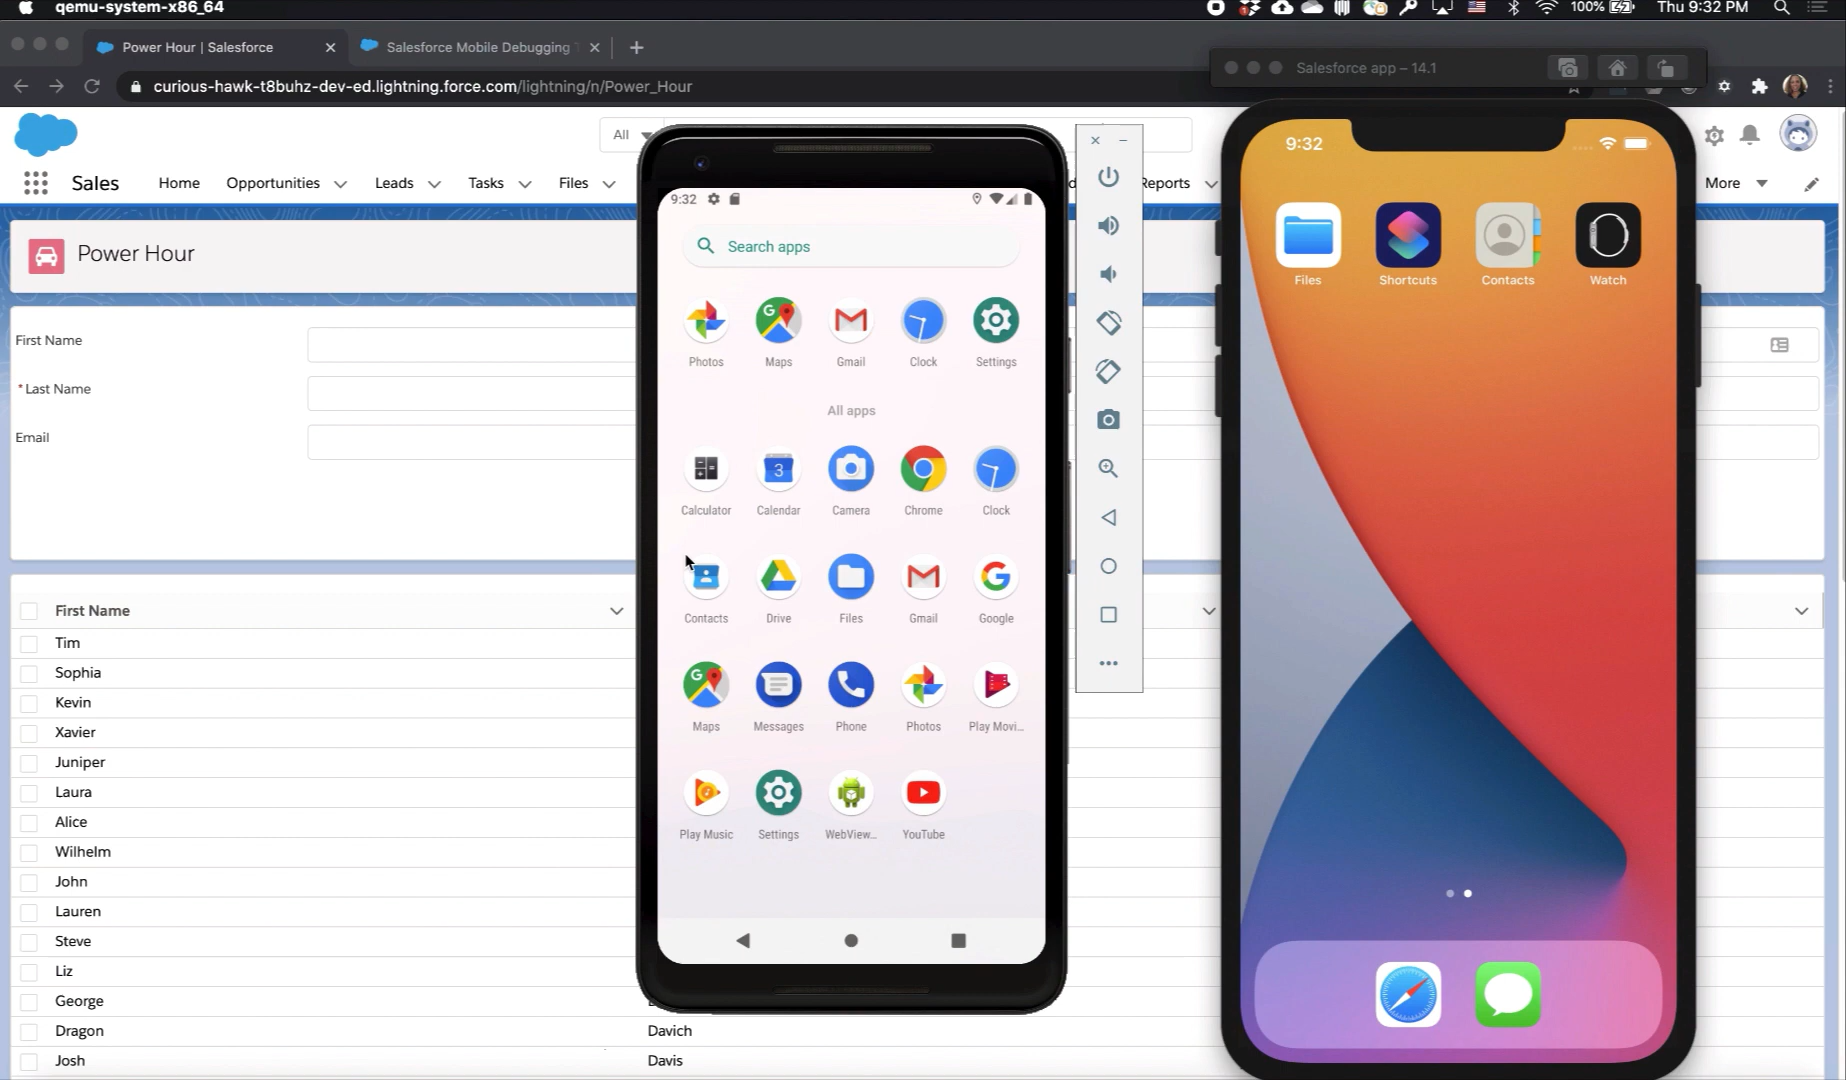 qemu-system-x86_64
100%
Thu 9:32 PM
Power Hour | Salesforce
Salesforce Mobile Debugging
Salesforce app – 14.1
curious-hawk-t8buhz-dev-ed.lightning.force.com/lightning/n/Power_Hour
All
Sales
Home
Opportunities
Leads
Tasks
Files
Reports
More
Power Hour
First Name
*Last Name
Email
First Name
Tim
Sophia
Kevin
Xavier
Juniper
Laura
Alice
Wilhelm
John
Lauren
Steve
Liz
George
Dragon
Davich
Josh
Davis
9:32
Search apps
Photos
Maps
Gmail
Clock
Settings
All apps
3
Calculator
Calendar
Camera
Chrome
Clock
Contacts
Drive
Files
Gmail
Google
Maps
Messages
Phone
Photos
Play Movi...
Play Music
Settings
WebView...
YouTube
9:32
Files
Shortcuts
Contacts
Watch